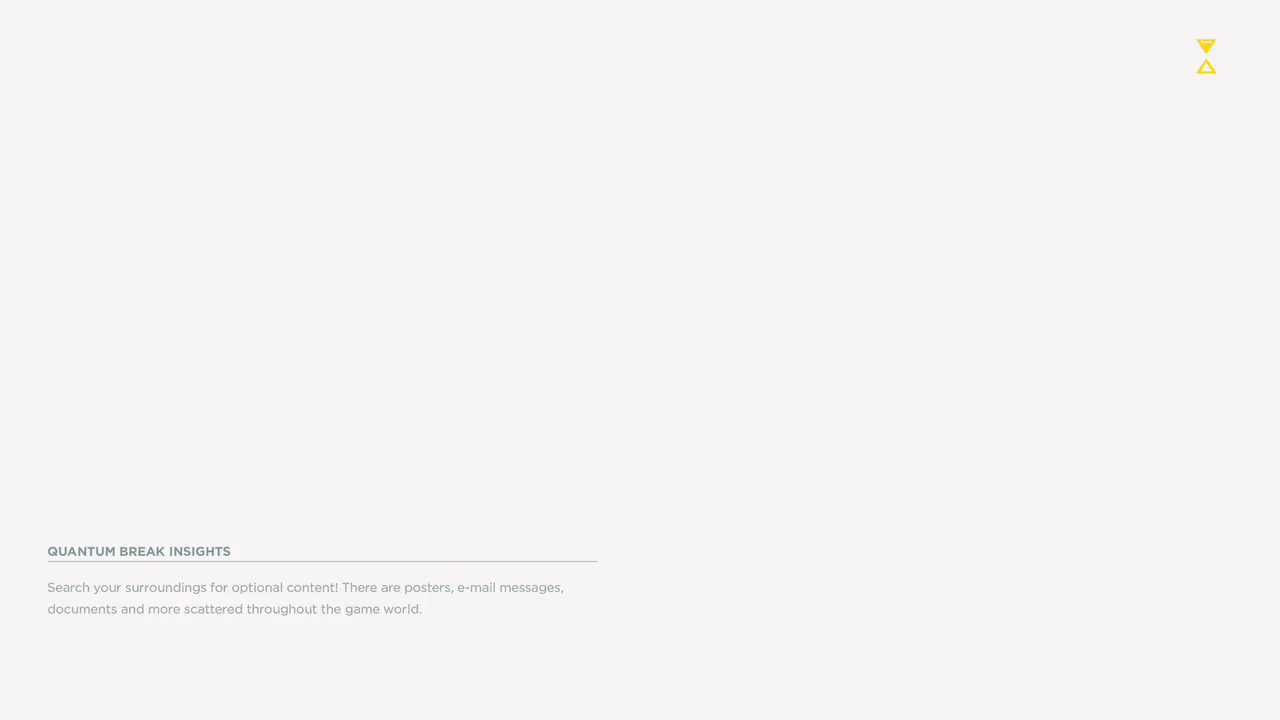 QUANTUM BREAK INSIGHTS
Search your surroundings for optional content! There are posters, e-mail messages,
documents and more scattered throughout the game world.